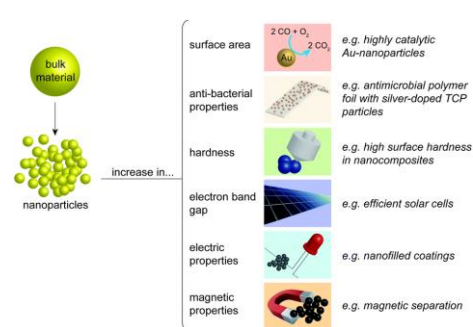 bulk
material
nanoparticles
increase in...
surface area
2 CO + O₂
2 CO₂
Au
e.g. highly catalytic
Au-nanoparticles
anti-bacterial
properties
e.g. antimicrobial polymer
foil with silver-doped TCP
particles
hardness
e.g. high surface hardness
in nanocomposites
electron band
gap
e.g. efficient solar cells
electric
properties
e.g. nanofilled coatings
magnetic
properties
e.g. magnetic separation